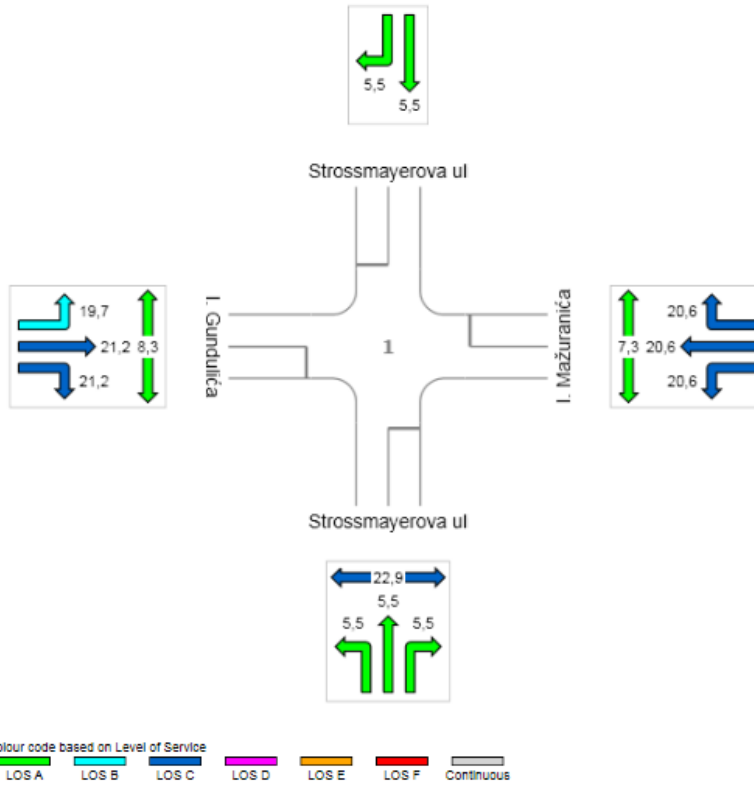 5,5
5,5
Strossmayerova ul
19,7
21,2 8,3
21,2
I. Gundulića
1
I. Mažuranića
20,6
7,3 20,6
20,6
Strossmayerova ul
22,9
5,5
5,5 5,5
olour code based on Level of Service
LOS A LOS B LOS C LOS D LOS E LOS F Continuous